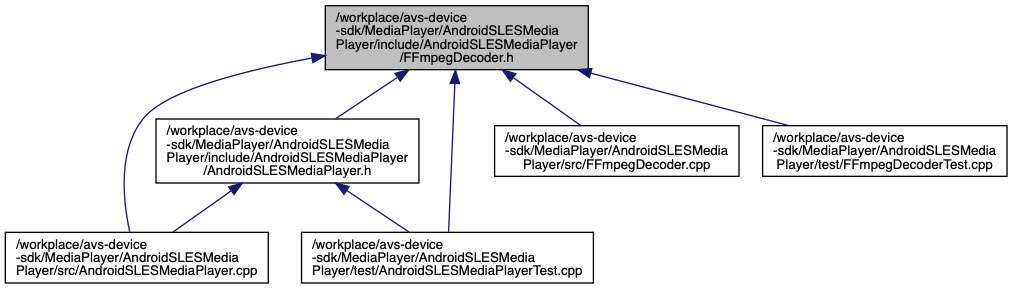 /workplace/avs-device
-sdk/MediaPlayer/AndroidSLESMedia
Player/include/AndroidSLESMediaPlayer
/FFmpegDecoder.h
/workplace/avs-device
-sdk/MediaPlayer/AndroidSLESMedia
Player/include/AndroidSLESMediaPlayer
/AndroidSLESMediaPlayer.h
/workplace/avs-device
-sdk/MediaPlayer/AndroidSLESMedia
Player/src/FFmpegDecoder.cpp
/workplace/avs-device
-sdk/MediaPlayer/AndroidSLESMedia
Player/test/FFmpegDecoderTest.cpp
/workplace/avs-device
-sdk/MediaPlayer/AndroidSLESMedia
Player/src/AndroidSLESMediaPlayer.cpp
/workplace/avs-device
-sdk/MediaPlayer/AndroidSLESMedia
Player/test/AndroidSLESMediaPlayerTest.cpp